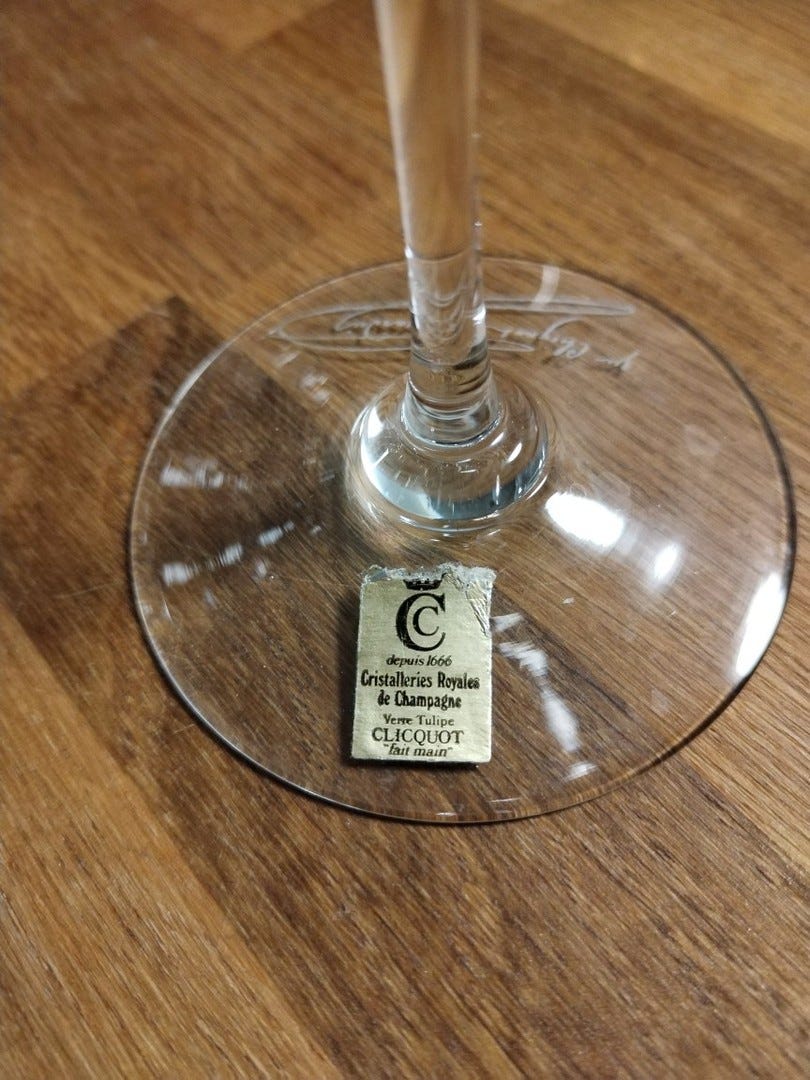 CC
depuis 1666
Cristalleries Royales
de Champagne
Verre Tulipe
CLICQUOT
"fait main"